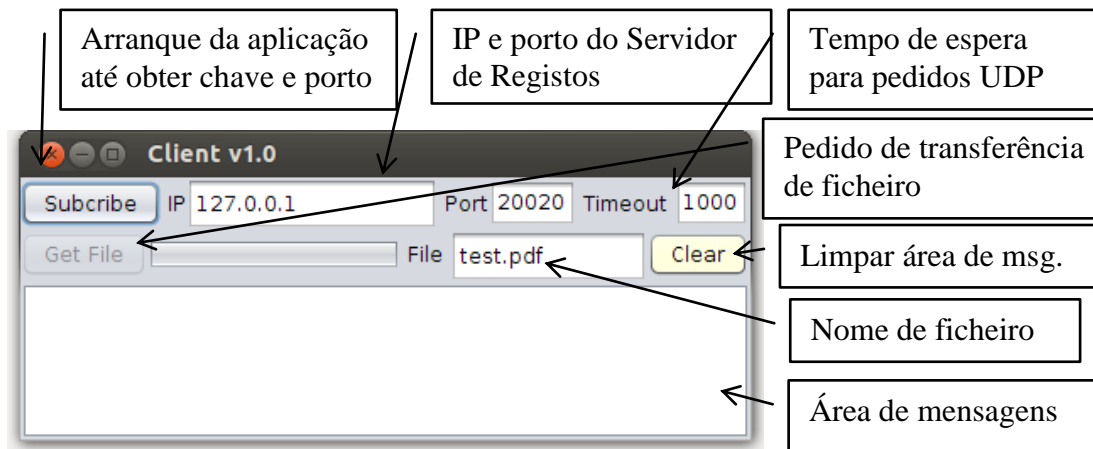 Arranque da aplicação
até obter chave e porto
IP e porto do Servidor
de Registos
Tempo de espera
para pedidos UDP
Pedido de transferência
de ficheiro
Client v1.0
Subcribe IP 127.0.0.1 Port 20020 Timeout 1000
Get File File test.pdf Clear
Limpar área de msg.
Nome de ficheiro
Área de mensagens